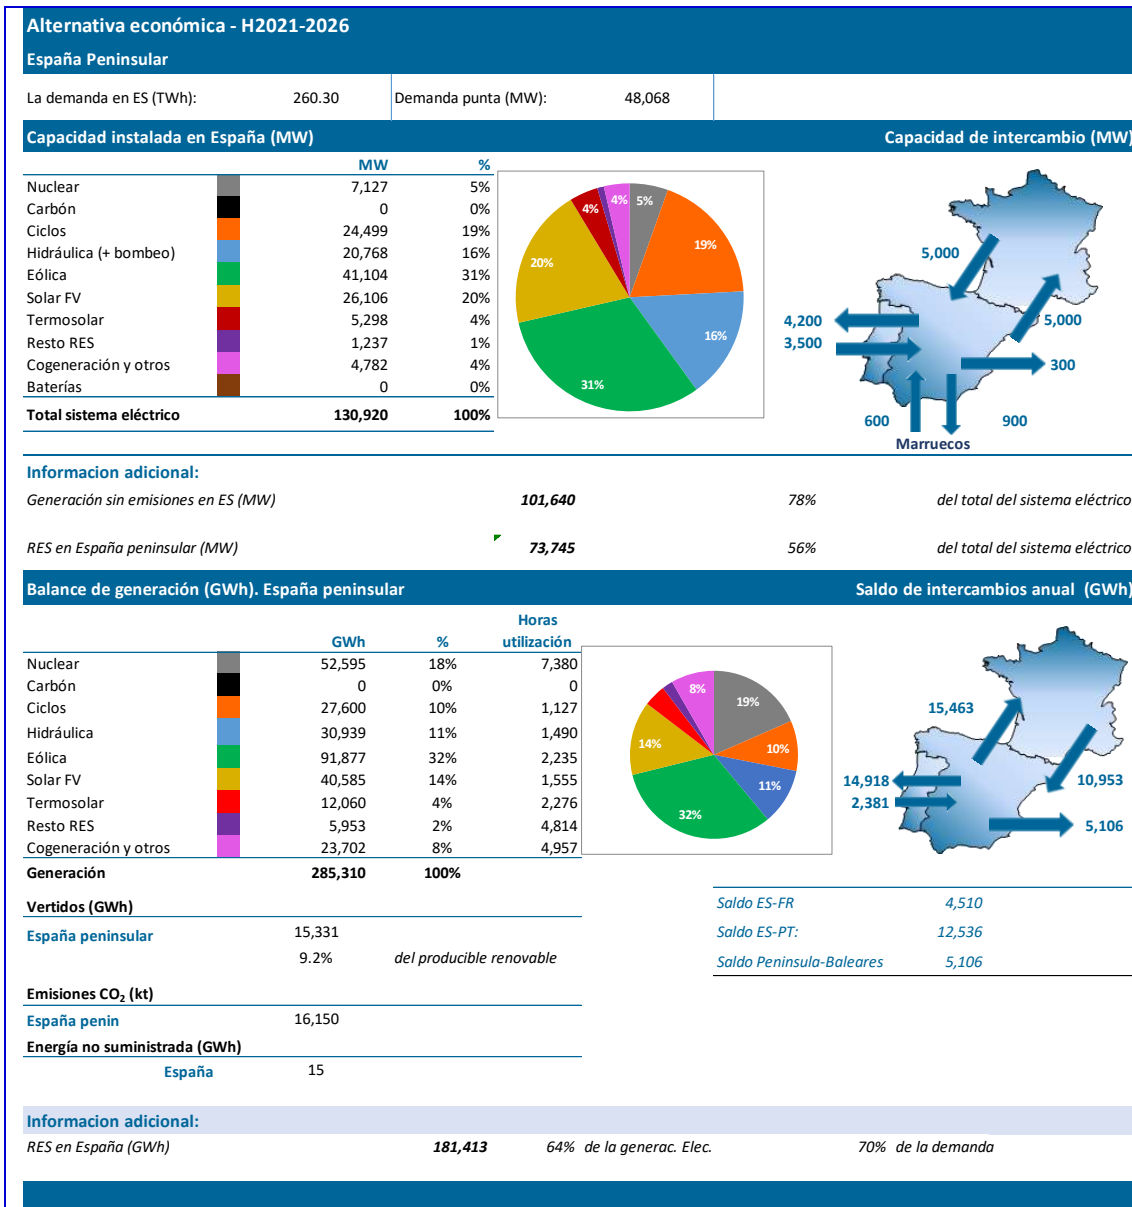 Alternativa económica - H2021-2026
España Peninsular
La demanda en ES (TWh): 260.30 Demanda punta (MW): 48,068
Capacidad instalada en España (MW) Capacidad de intercambio (MW)
MW %
Nuclear 7,127 5%
Carbón 0 0%
Ciclos 24,499 19%
Hidráulica (+ bombeo) 20,768 16%
Eólica 41,104 31%
Solar FV 26,106 20%
Termosolar 5,298 4%
Resto RES 1,237 1%
Cogeneración y otros 4,782 4%
Baterías 0 0%
Total sistema eléctrico 130,920 100%
4% 4% 5%
19%
20%
16%
31%
5,000
4,200 5,000
3,500
300
600 900
Marruecos
Informacion adicional:
Generación sin emisiones en ES (MW) 101,640 78% del total del sistema eléctrico
RES en España peninsular (MW) 73,745 56% del total del sistema eléctrico
Balance de generación (GWh). España peninsular Saldo de intercambios anual (GWh)
Horas
GWh % utilización
Nuclear 52,595 18% 7,380
Carbón 0 0% 0
Ciclos 27,600 10% 1,127
Hidráulica 30,939 11% 1,490
Eólica 91,877 32% 2,235
Solar FV 40,585 14% 1,555
Termosolar 12,060 4% 2,276
Resto RES 5,953 2% 4,814
Cogeneración y otros 23,702 8% 4,957
Generación 285,310 100%
8% 19%
14% 10%
11%
32%
15,463
14,918 10,953
2,381
5,106
Vertidos (GWh)
España peninsular 15,331
9.2% del producible renovable
Saldo ES-FR 4,510
Saldo ES-PT: 12,536
Saldo Peninsula-Baleares 5,106
Emisiones CO₂ (kt)
España penin 16,150
Energía no suministrada (GWh)
España 15
Informacion adicional:
RES en España (GWh) 181,413 64% de la generac. Elec. 70% de la demanda